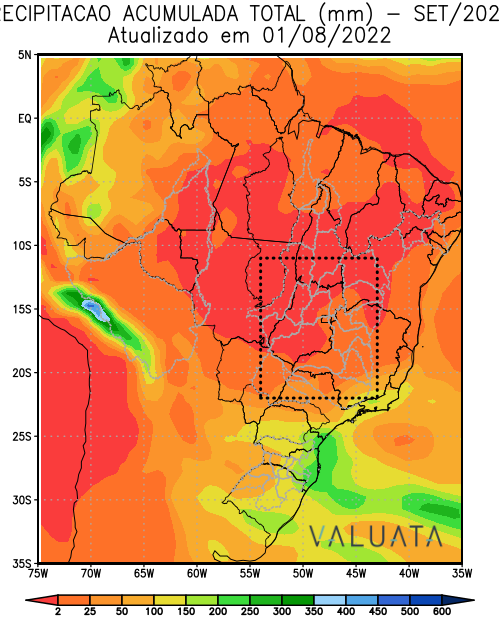 RECIPITACAO ACUMULADA TOTAL (mm) – SET/202
Atualizado em 01/08/2022
5N
EQ
5S
10S
15S
20S
25S
30S
35S
75W 70W 65W 60W 55W 50W 45W 40W 35W
VALUATA
2 25 50 100 150 200 250 300 350 400 450 500 600